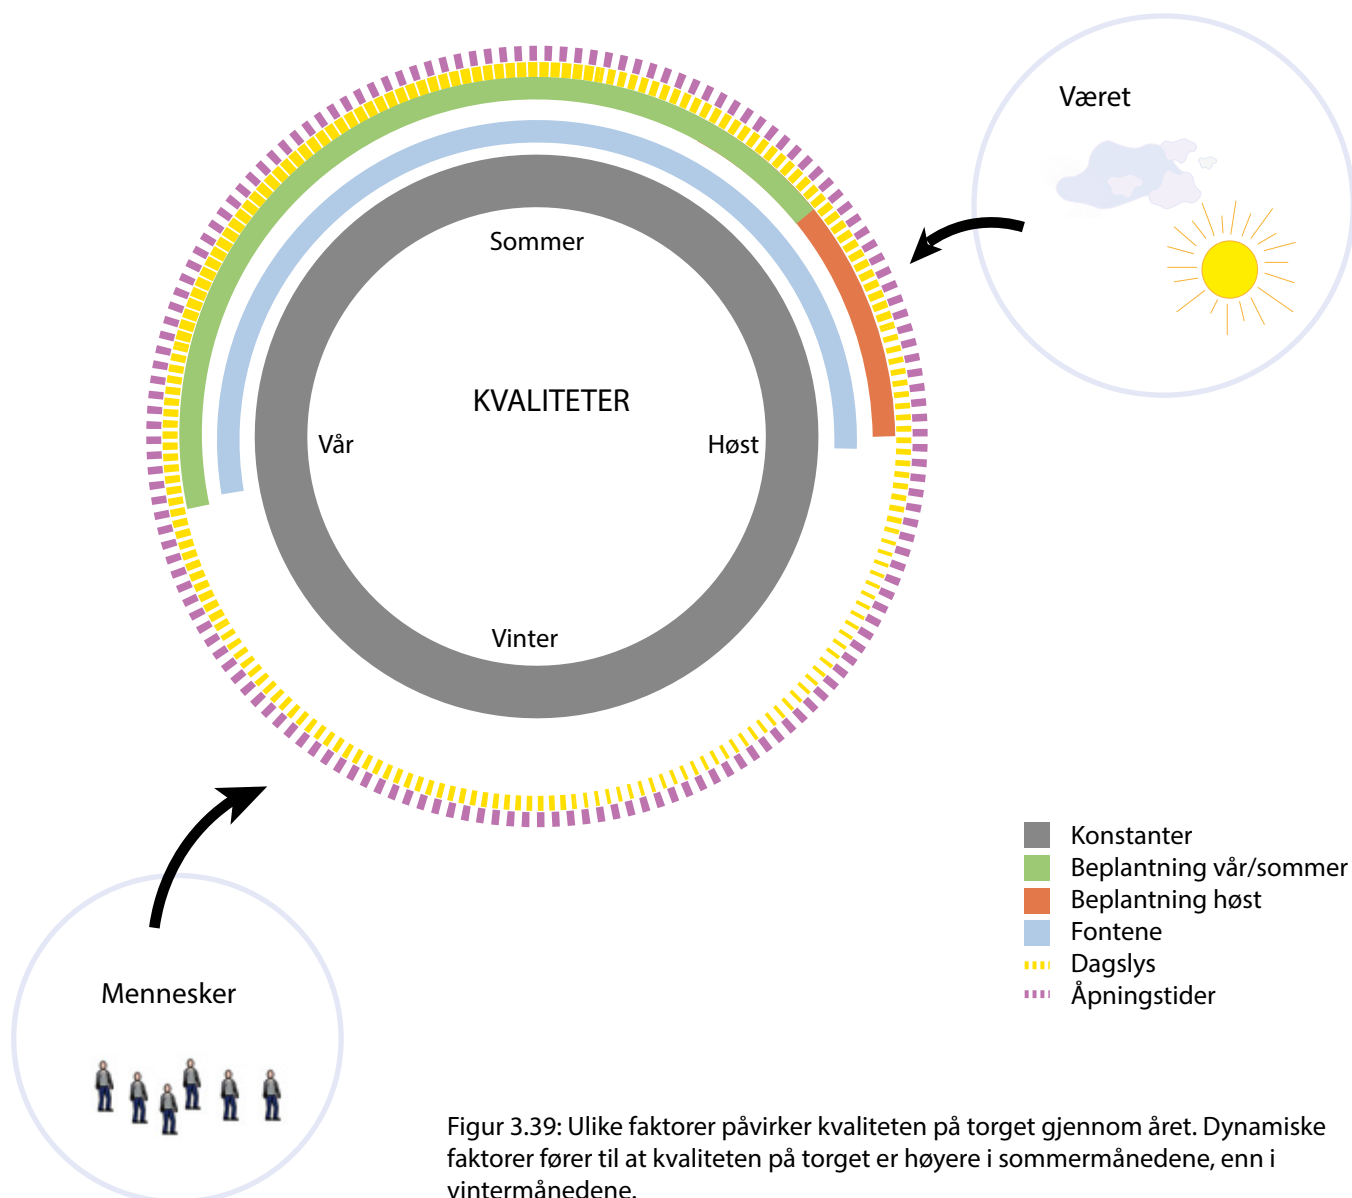 Været
Sommer
KVALITETER
Vår
Høst
Vinter
Konstanter
Beplantning vår/sommer
Beplantning høst
Fontene
Dagslys
Åpningstider
Mennesker
Figur 3.39: Ulike faktorer påvirker kvaliteten på torget gjennom året. Dynamiske
faktorer fører til at kvaliteten på torget er høyere i sommermånedene, enn i
vintermånedene.